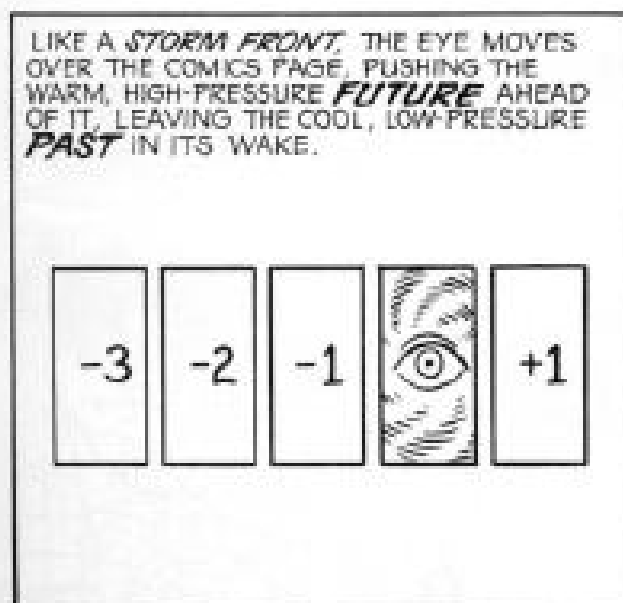 LIKE A STORM FRONT, THE EYE MOVES
OVER THE COMICS PAGE, PUSHING THE
WARM, HIGH-PRESSURE FUTURE AHEAD
OF IT, LEAVING THE COOL, LOW-PRESSURE
PAST IN ITS WAKE.
-3 -2 -1 +1